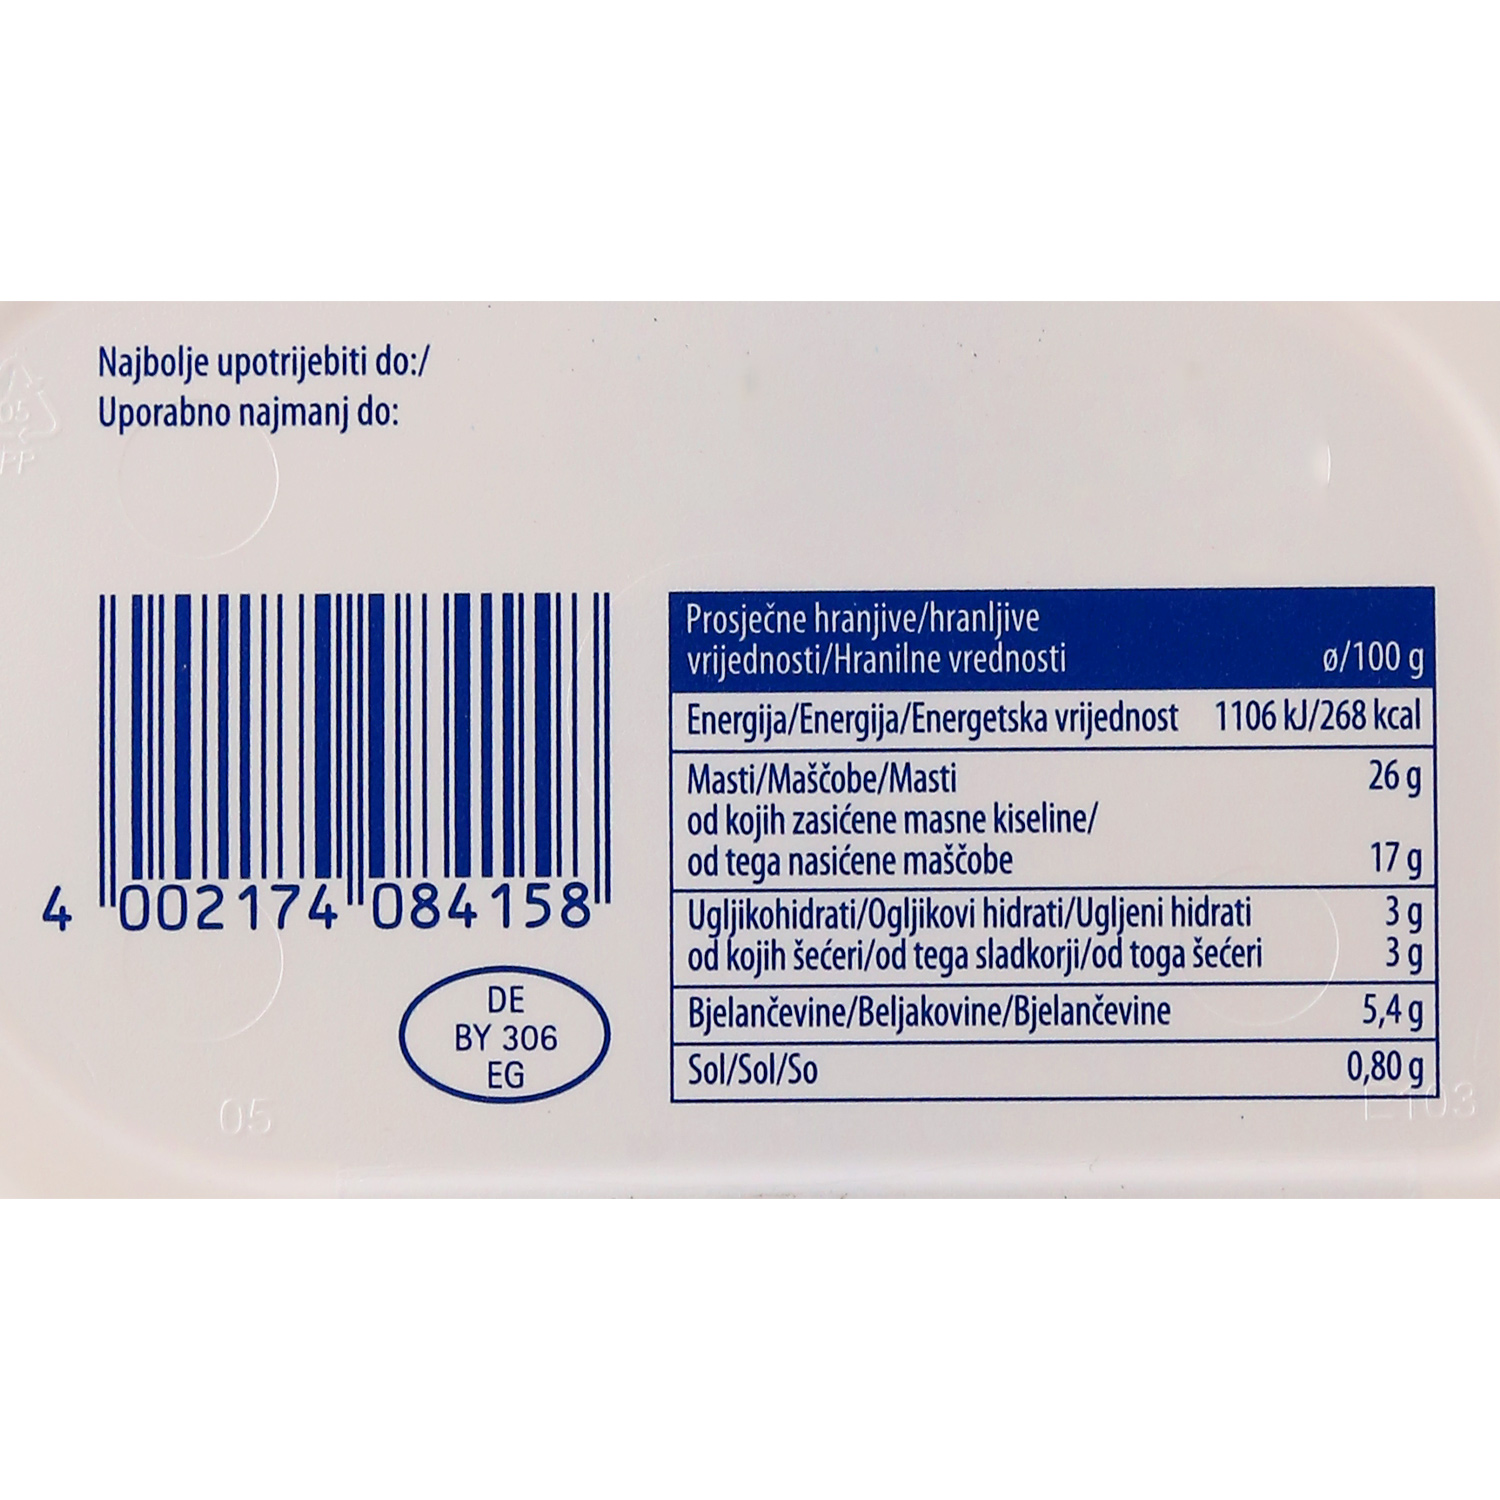 Najbolje upotrijebiti do:/
Uporabno najmanj do:
05
PP
4 002174 084158
DE
BY 306
EG
05
Prosječne hranjive/hranljive
vrijednosti/Hranilne vrednosti ø/100 g
Energija/Energija/Energetska vrijednost 1106 kJ/268 kcal
Masti/Maščobe/Masti 26 g
od kojih zasićene masne kiseline/
od tega nasićene maščobe 17 g
Ugljikohidrati/Ogljikovi hidrati/Ugljeni hidrati 3 g
od kojih šećeri/od tega sladkorji/od toga šećeri 3 g
Bjelančevine/Beljakovine/Bjelančevine 5,4 g
Sol/Sol/So 0,80 g